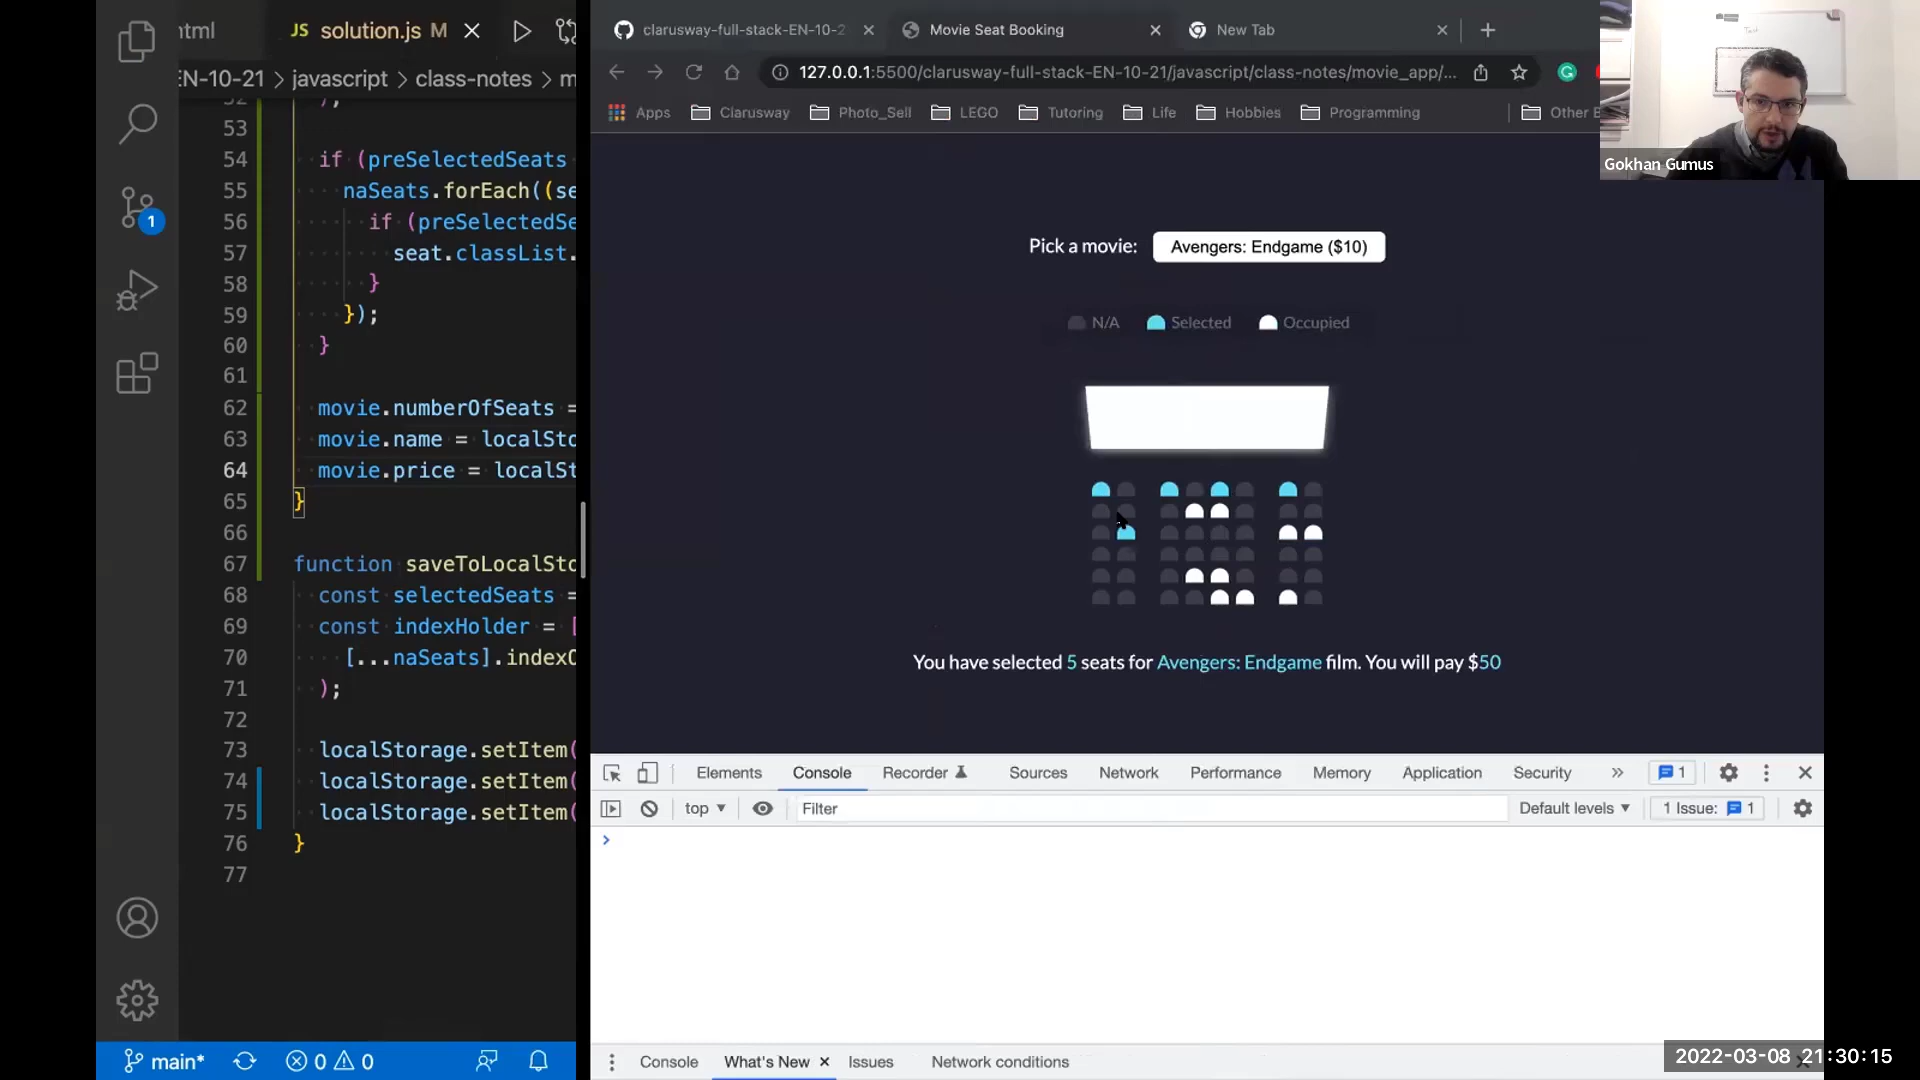 html
JS solution.js M
EN-10-21 > javascript > class-notes > m
52 );
53
54 if (preSelectedSeats
55 naSeats.forEach((se
56 if (preSelectedSe
57 seat.classList.
58 }
59 });
60 }
61
62 movie.numberOfSeats =
63 movie.name = localSto
64 movie.price = localSt
65 }
66
67 function saveToLocalSto
68 const selectedSeats =
69 const indexHolder = [
70 [...naSeats].indexO
71 );
72
73 localStorage.setItem(
74 localStorage.setItem(
75 localStorage.setItem(
76 }
77
1
main* 0 0
clarusway-full-stack-EN-10-2
Movie Seat Booking
New Tab
127.0.0.1:5500/clarusway-full-stack-EN-10-21/javascript/class-notes/movie_app/...
Apps Clarusway Photo_Sell LEGO Tutoring Life Hobbies Programming Other B
Gokhan Gumus
Pick a movie: Avengers: Endgame ($10)
N/A Selected Occupied
You have selected 5 seats for Avengers: Endgame film. You will pay $50
Elements Console Recorder Sources Network Performance Memory Application Security » 1
top Filter Default levels 1 Issue: 1
>
Console What's New Issues Network conditions
2022-03-08 21:30:15